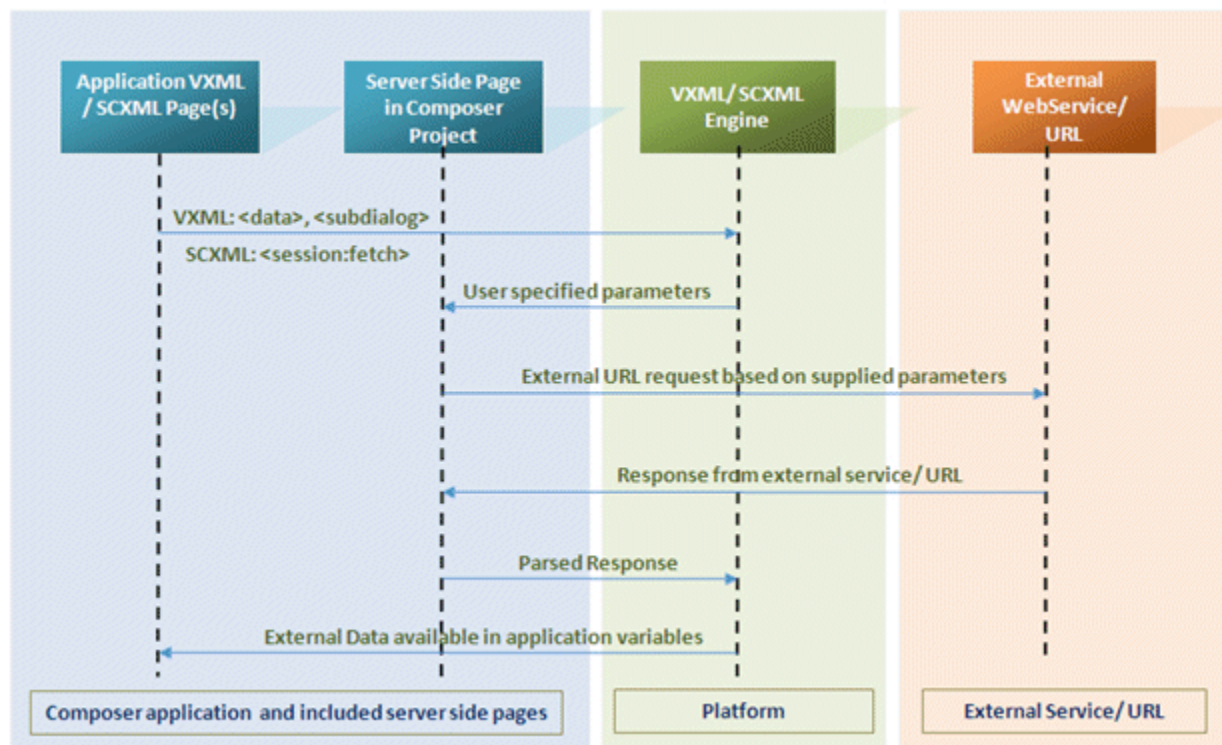 Application VXML
/ SCXML Page(s)
Server Side Page
in Composer
Project
VXML/ SCXML
Engine
External
WebService/
URL
VXML: <data>, <subdialog>
SCXML: <session:fetch>
User specified parameters
External URL request based on supplied parameters
Response from external service/ URL
Parsed Response
External Data available in application variables
Composer application and included server side pages
Platform
External Service/ URL